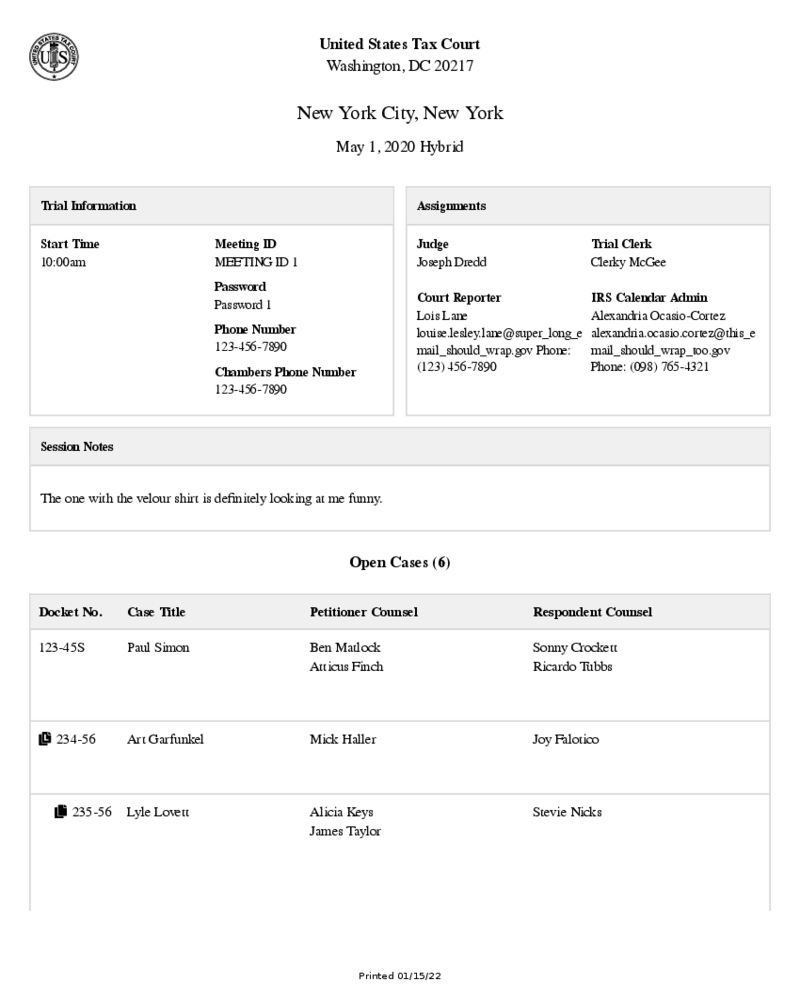 UNITED STATES TAX COURT
US
United States Tax Court
Washington, DC 20217
New York City, New York
May 1, 2020 Hybrid
Trial Information
Start Time
10:00am
Meeting ID
MEETING ID 1
Password
Password 1
Phone Number
123-456-7890
Chambers Phone Number
123-456-7890
Assignments
Judge
Joseph Dredd
Trial Clerk
Clerky McGee
Court Reporter
Lois Lane
louise.lesley.lane@super_long_e
mail_should_wrap.gov Phone:
(123) 456-7890
IRS Calendar Admin
Alexandria Ocasio-Cortez
alexandria.ocasio.cortez@this_e
mail_should_wrap_too.gov
Phone: (098) 765-4321
Session Notes
The one with the velour shirt is definitely looking at me funny.
Open Cases (6)
Docket No. Case Title Petitioner Counsel Respondent Counsel
123-45S Paul Simon Ben Matlock Sonny Crockett
Atticus Finch Ricardo Tubbs
234-56 Art Garfunkel Mick Haller Joy Falotico
235-56 Lyle Lovett Alicia Keys Stevie Nicks
James Taylor
Printed 01/15/22